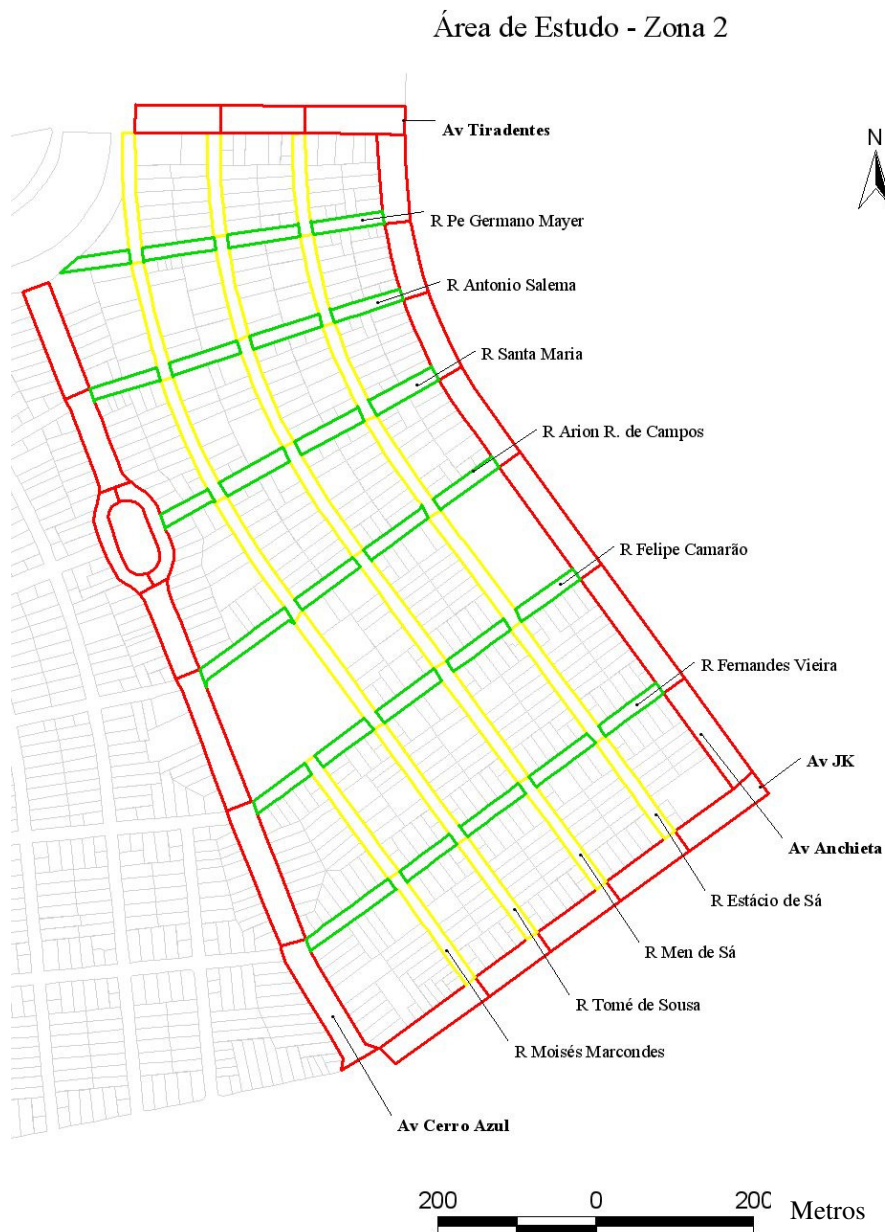 Área de Estudo - Zona 2
N
Av Tiradentes
R Pe Germano Mayer
R Antonio Salema
R Santa Maria
R Arion R. de Campos
R Felipe Camarão
R Fernandes Vieira
Av JK
Av Anchieta
R Estácio de Sá
R Men de Sá
R Tomé de Sousa
R Moisés Marcondes
Av Cerro Azul
200 0 200 Metros